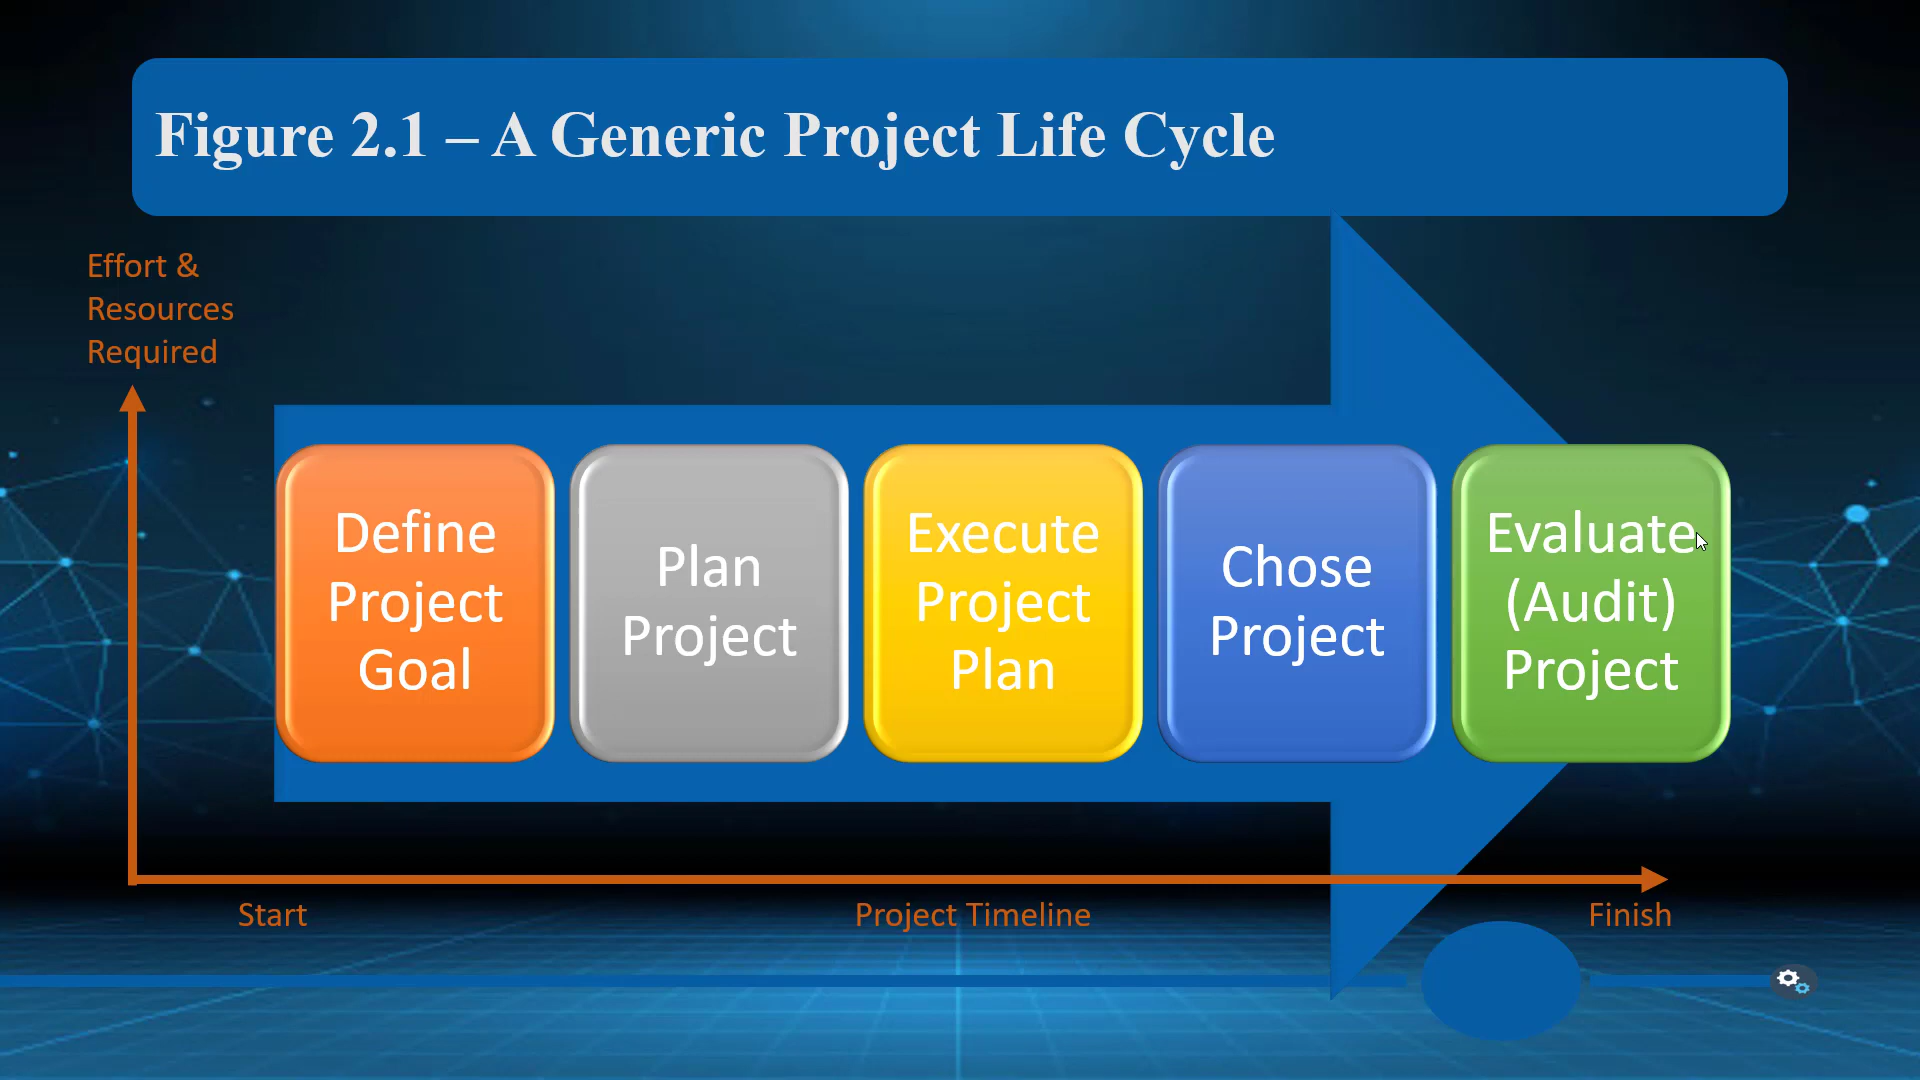 Figure 2.1 – A Generic Project Life Cycle
Effort &
Resources
Required
Define
Project
Goal
Plan
Project
Execute
Project
Plan
Chose
Project
Evaluate
(Audit)
Project
Start
Project Timeline
Finish